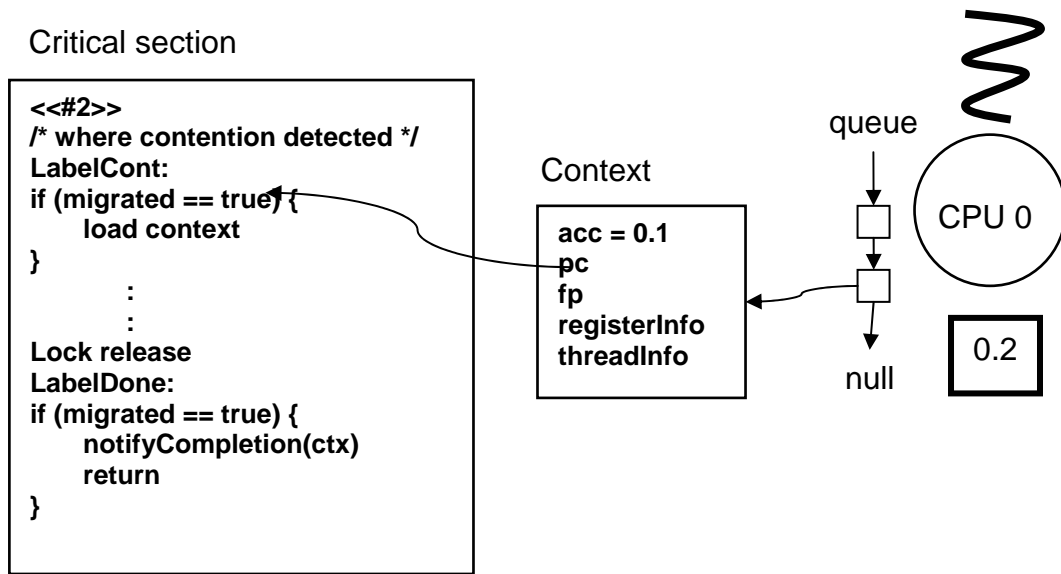 Critical section
<<#2>>
/* where contention detected */
LabelCont:
if (migrated == true) {
load context
}
:
:
Lock release
LabelDone:
if (migrated == true) {
notifyCompletion(ctx)
return
}
Context
acc = 0.1
pc
fp
registerInfo
threadInfo
queue
null
CPU 0
0.2